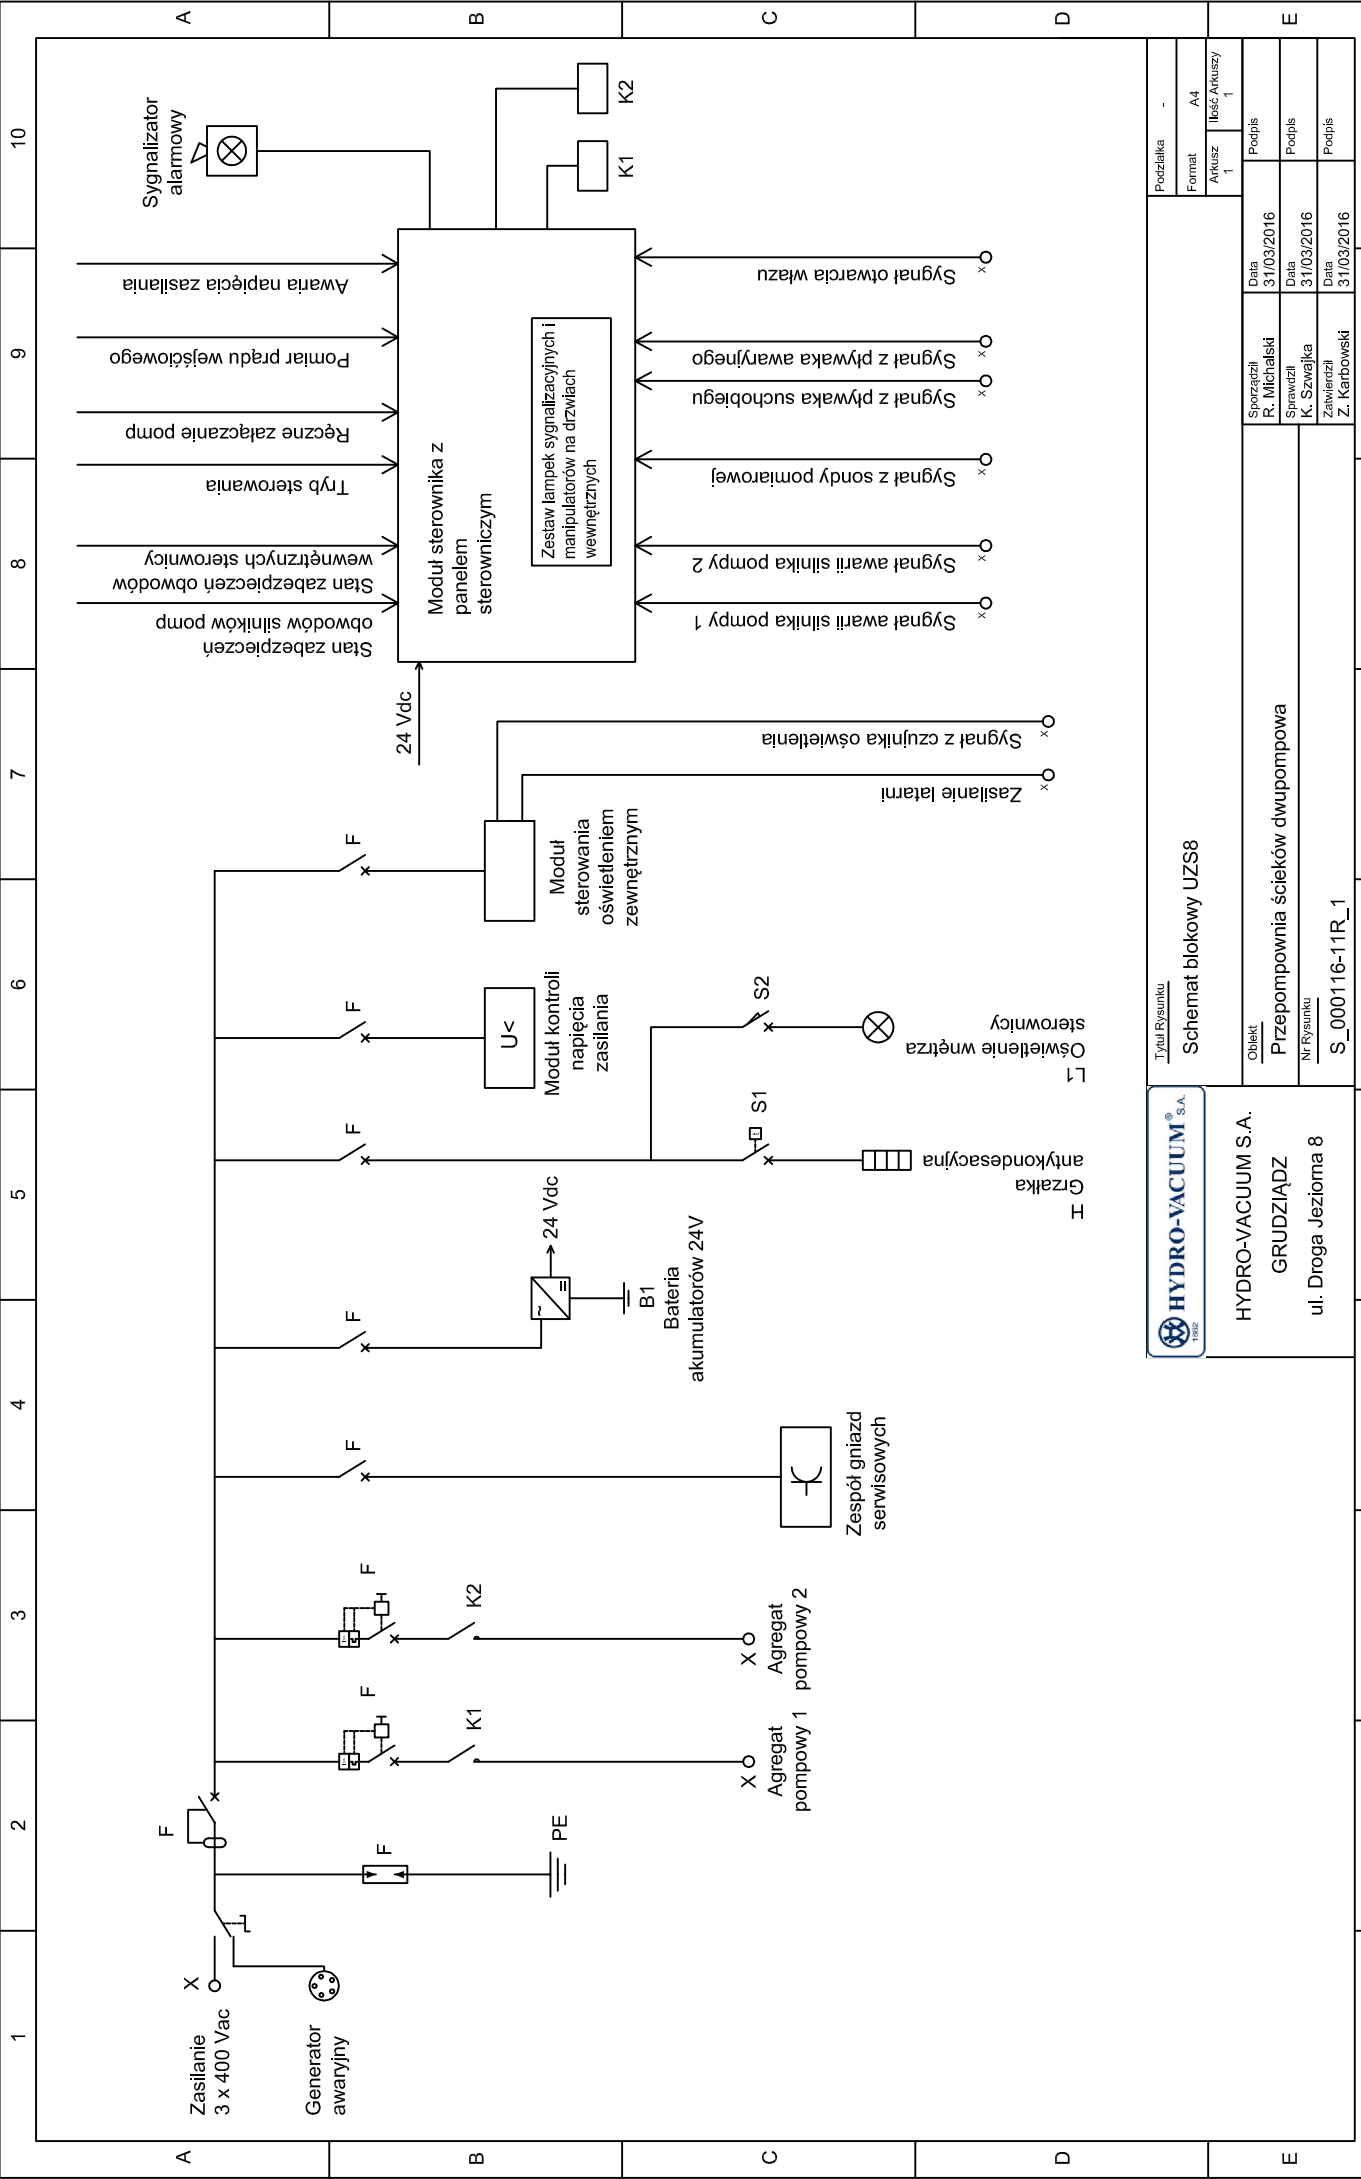 1
2
3
4
5
6
7
8
9
10
A
B
C
D
E
A
B
C
D
E
Zasilanie
3 x 400 Vac
X
Generator
awaryjny
F
F
PE
F
K1
X
Agregat
pompowy 1
F
K2
X
Agregat
pompowy 2
F
Zespół gniazd
serwisowych
F
~
=
24 Vdc
B1
Bateria
akumulatorów 24V
F
S1
H
Grzałka
antykondesacyjna
S2
L1
Oświetlenie wnętrza
sterownicy
F
U<
Moduł kontroli
napięcia
zasilania
F
Moduł
sterowania
oświetleniem
zewnętrznym
Zasilanie latarni
x
Sygnał z czujnika oświetlenia
x
24 Vdc
Stan zabezpieczeń
obwodów silników pomp
Stan zabezpieczeń obwodów
wewnętrznych sterownicy
Tryb sterowania
Ręczne załączanie pomp
Pomiar prądu wejściowego
Awaria napięcia zasilania
Moduł sterownika z
panelem
sterowniczym
Zestaw lampek sygnalizacyjnych i
manipulatorów na drzwiach
wewnętrznych
Sygnał awarii silnika pompy 1
x
Sygnał awarii silnika pompy 2
x
Sygnał z sondy pomiarowej
x
Sygnał z pływaka suchobiegu
x
Sygnał z pływaka awaryjnego
x
Sygnał otwarcia włazu
x
Sygnalizator
alarmowy
K1
K2
HYDRO-VACUUM® S.A.
1862
HYDRO-VACUUM S.A.
GRUDZIĄDZ
ul. Droga Jeziorna 8
Tytuł Rysunku
Schemat blokowy UZS8
Obiekt
Przepompownia ścieków dwupompowa
Nr Rysunku
S_000116-11R_1
Podziałka
-
Format
A4
Arkusz
1
Ilość Arkuszy
1
Sporządził
R. Michalski
Data
31/03/2016
Podpis
Sprawdził
K. Szwajka
Data
31/03/2016
Podpis
Zatwierdził
Z. Karbowski
Data
31/03/2016
Podpis